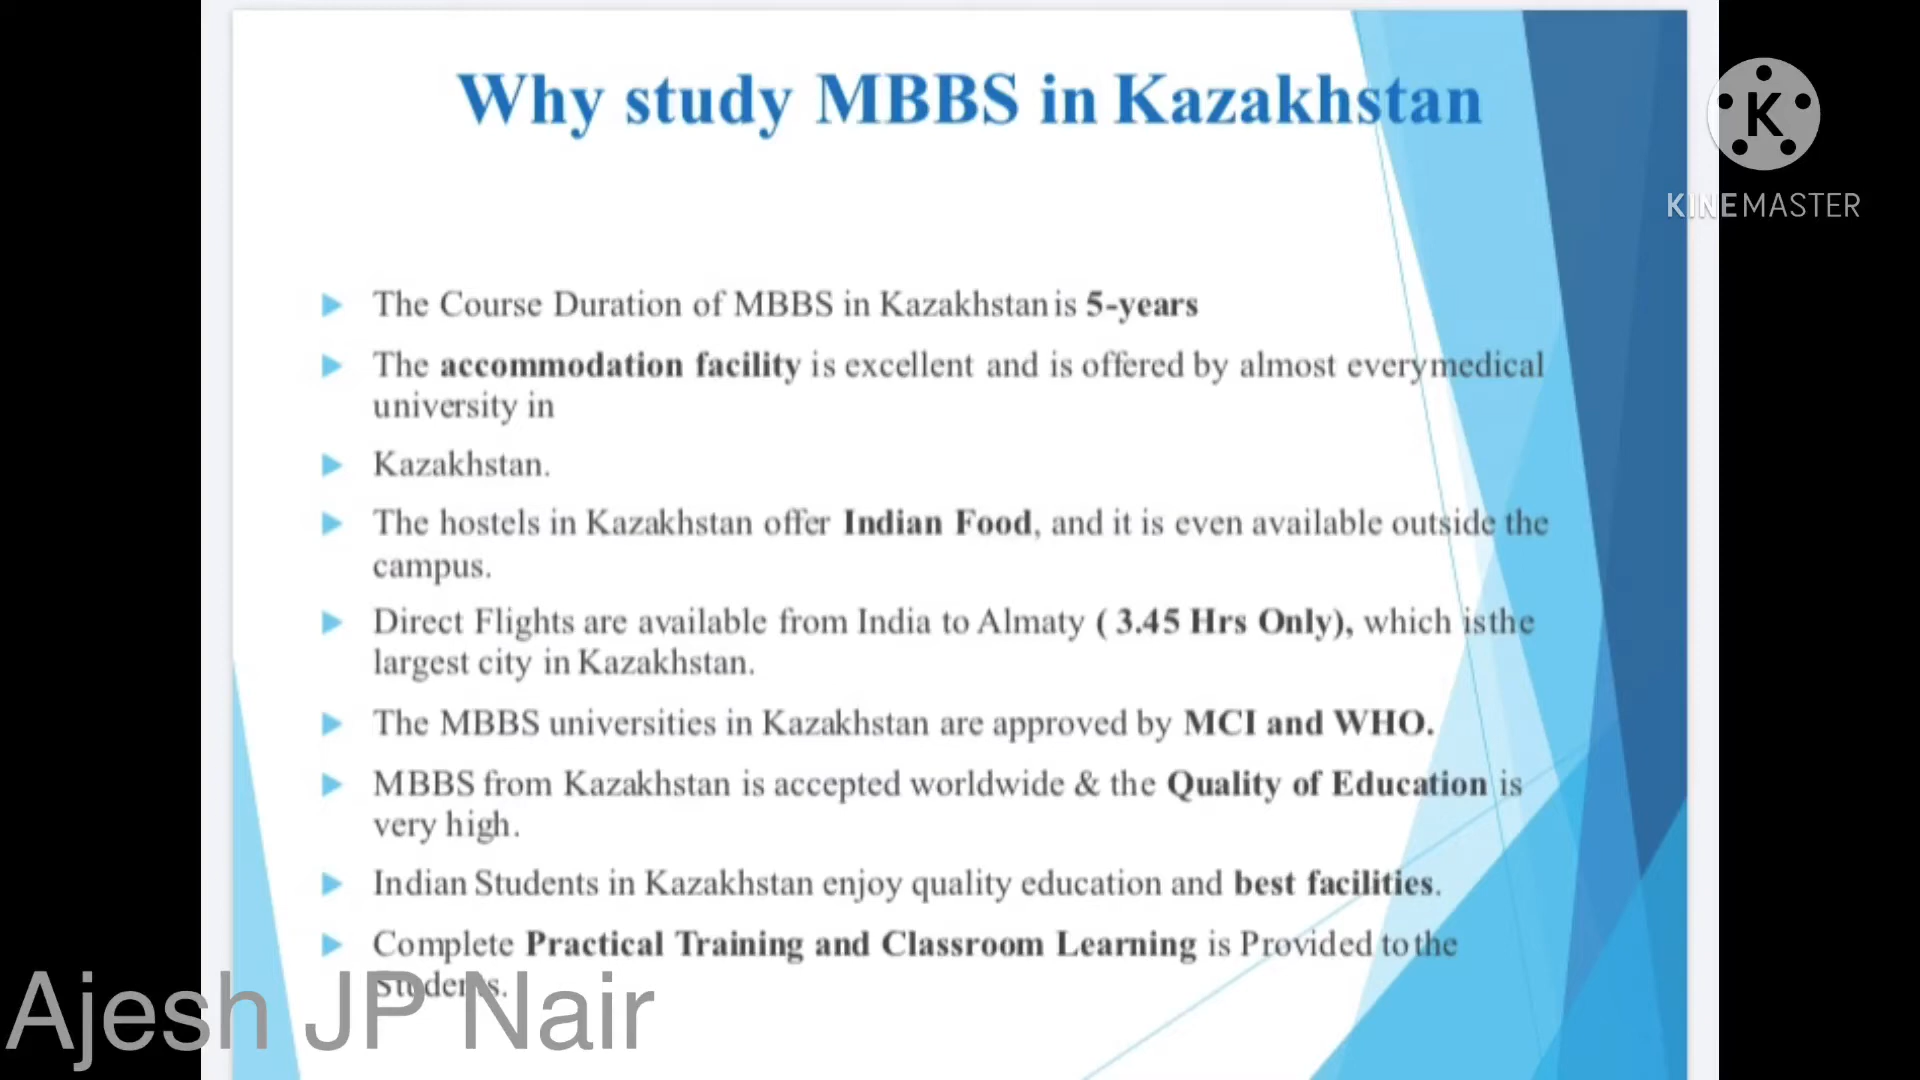 Why study MBBS in Kazakhstan
K
KINEMASTER
The Course Duration of MBBS in Kazakhstan is 5-years
The accommodation facility is excellent and is offered by almost every medical
university in
Kazakhstan.
The hostels in Kazakhstan offer Indian Food, and it is even available outside the
campus.
Direct Flights are available from India to Almaty ( 3.45 Hrs Only), which is the
largest city in Kazakhstan.
The MBBS universities in Kazakhstan are approved by MCI and WHO.
MBBS from Kazakhstan is accepted worldwide & the Quality of Education is
very high.
Indian Students in Kazakhstan enjoy quality education and best facilities.
Complete Practical Training and Classroom Learning is Provided to the
Students.
Ajesh JP Nair